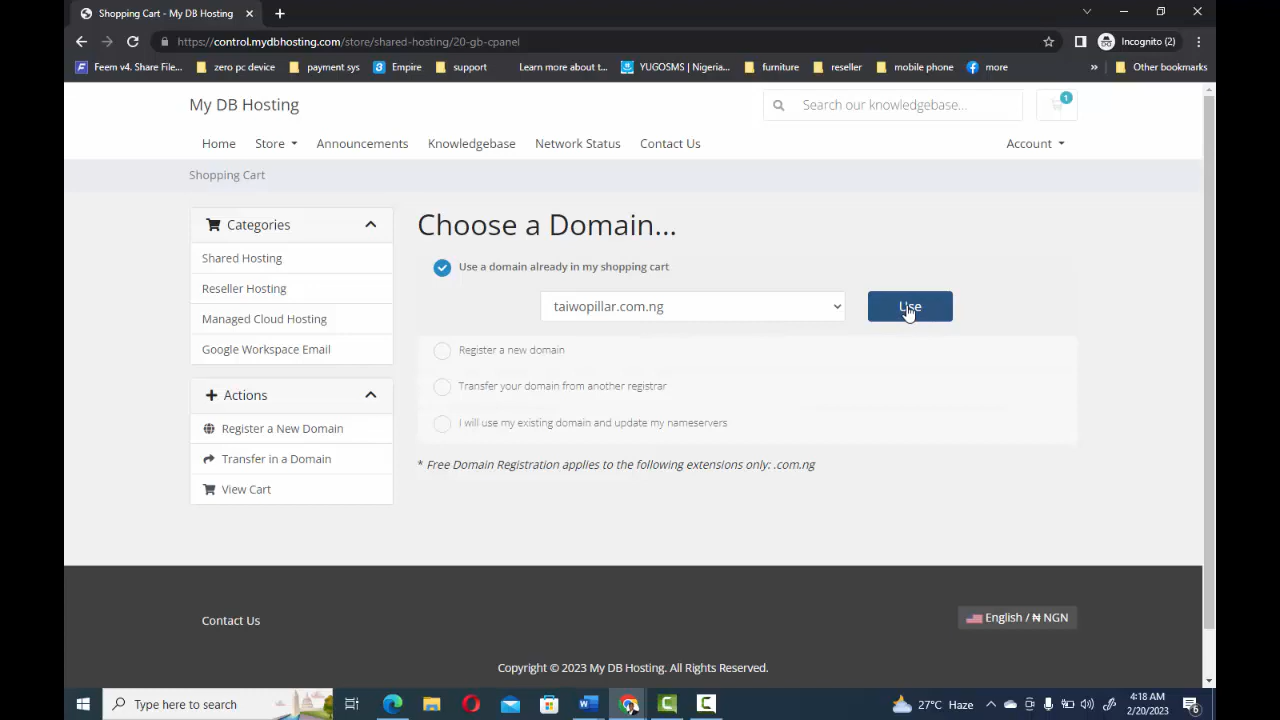 Shopping Cart - My DB Hosting
https://control.mydbhosting.com/store/shared-hosting/20-gb-cpanel
Incognito (2)
Feem v4. Share File...
zero pc device
payment sys
Empire
support
Learn more about t...
YUGOSMS | Nigeria...
furniture
reseller
mobile phone
more
»
Other bookmarks
My DB Hosting
Search our knowledgebase...
1
Home
Store
Announcements
Knowledgebase
Network Status
Contact Us
Account
Shopping Cart
Categories
Shared Hosting
Reseller Hosting
Managed Cloud Hosting
Google Workspace Email
Actions
Register a New Domain
Transfer in a Domain
View Cart
Choose a Domain...
Use a domain already in my shopping cart
taiwopillar.com.ng
Use
Register a new domain
Transfer your domain from another registrar
I will use my existing domain and update my nameservers
* Free Domain Registration applies to the following extensions only: .com.ng
Contact Us
English / ₦ NGN
Copyright © 2023 My DB Hosting. All Rights Reserved.
Type here to search
27°C Haze
4:18 AM
2/20/2023
6